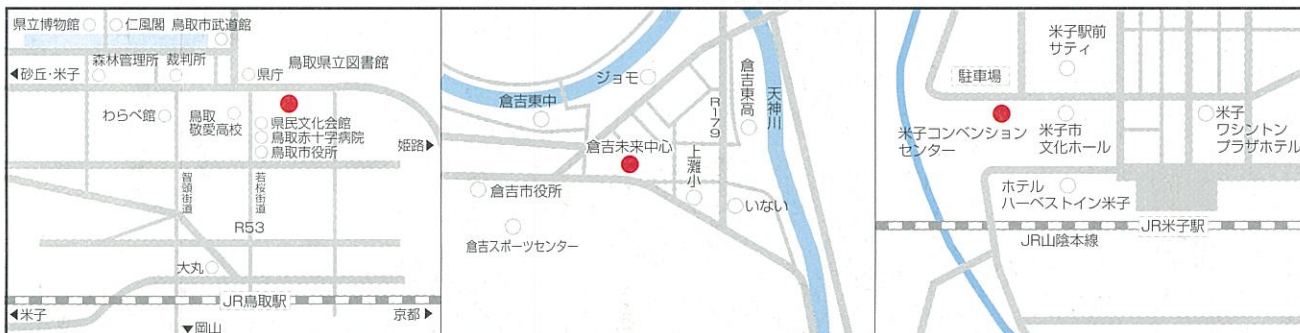 県立博物館
仁風閣
鳥取市武道館
森林管理所
裁判所
鳥取県立図書館
◀砂丘・米子
県庁
わらべ館
鳥取
敬愛高校
県民文化会館
鳥取赤十字病院
鳥取市役所
姫路▶
智頭街道
若桜街道
R53
大丸
JR鳥取駅
◀米子
京都▶
▼岡山
ジョモ
倉吉東中
R179
倉吉東高
天神川
倉吉未来中心
上灘小
倉吉市役所
いない
倉吉スポーツセンター
米子駅前
サティ
駐車場
米子コンベンション
センター
米子市
文化ホール
米子
ワシントン
プラザホテル
ホテル
ハーベストイン米子
JR山陰本線
JR米子駅